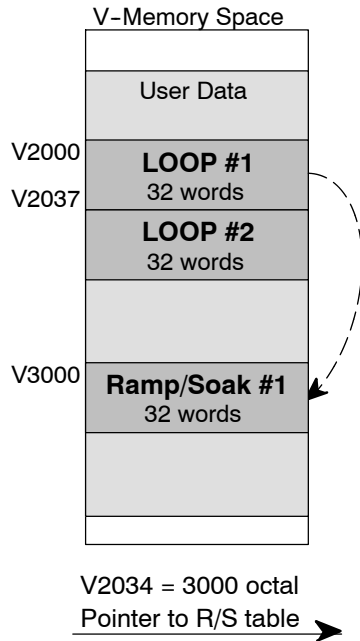 V-Memory Space
User Data
V2000
LOOP #1
32 words
V2037
LOOP #2
32 words
V3000
Ramp/Soak #1
32 words
V2034 = 3000 octal
Pointer to R/S table